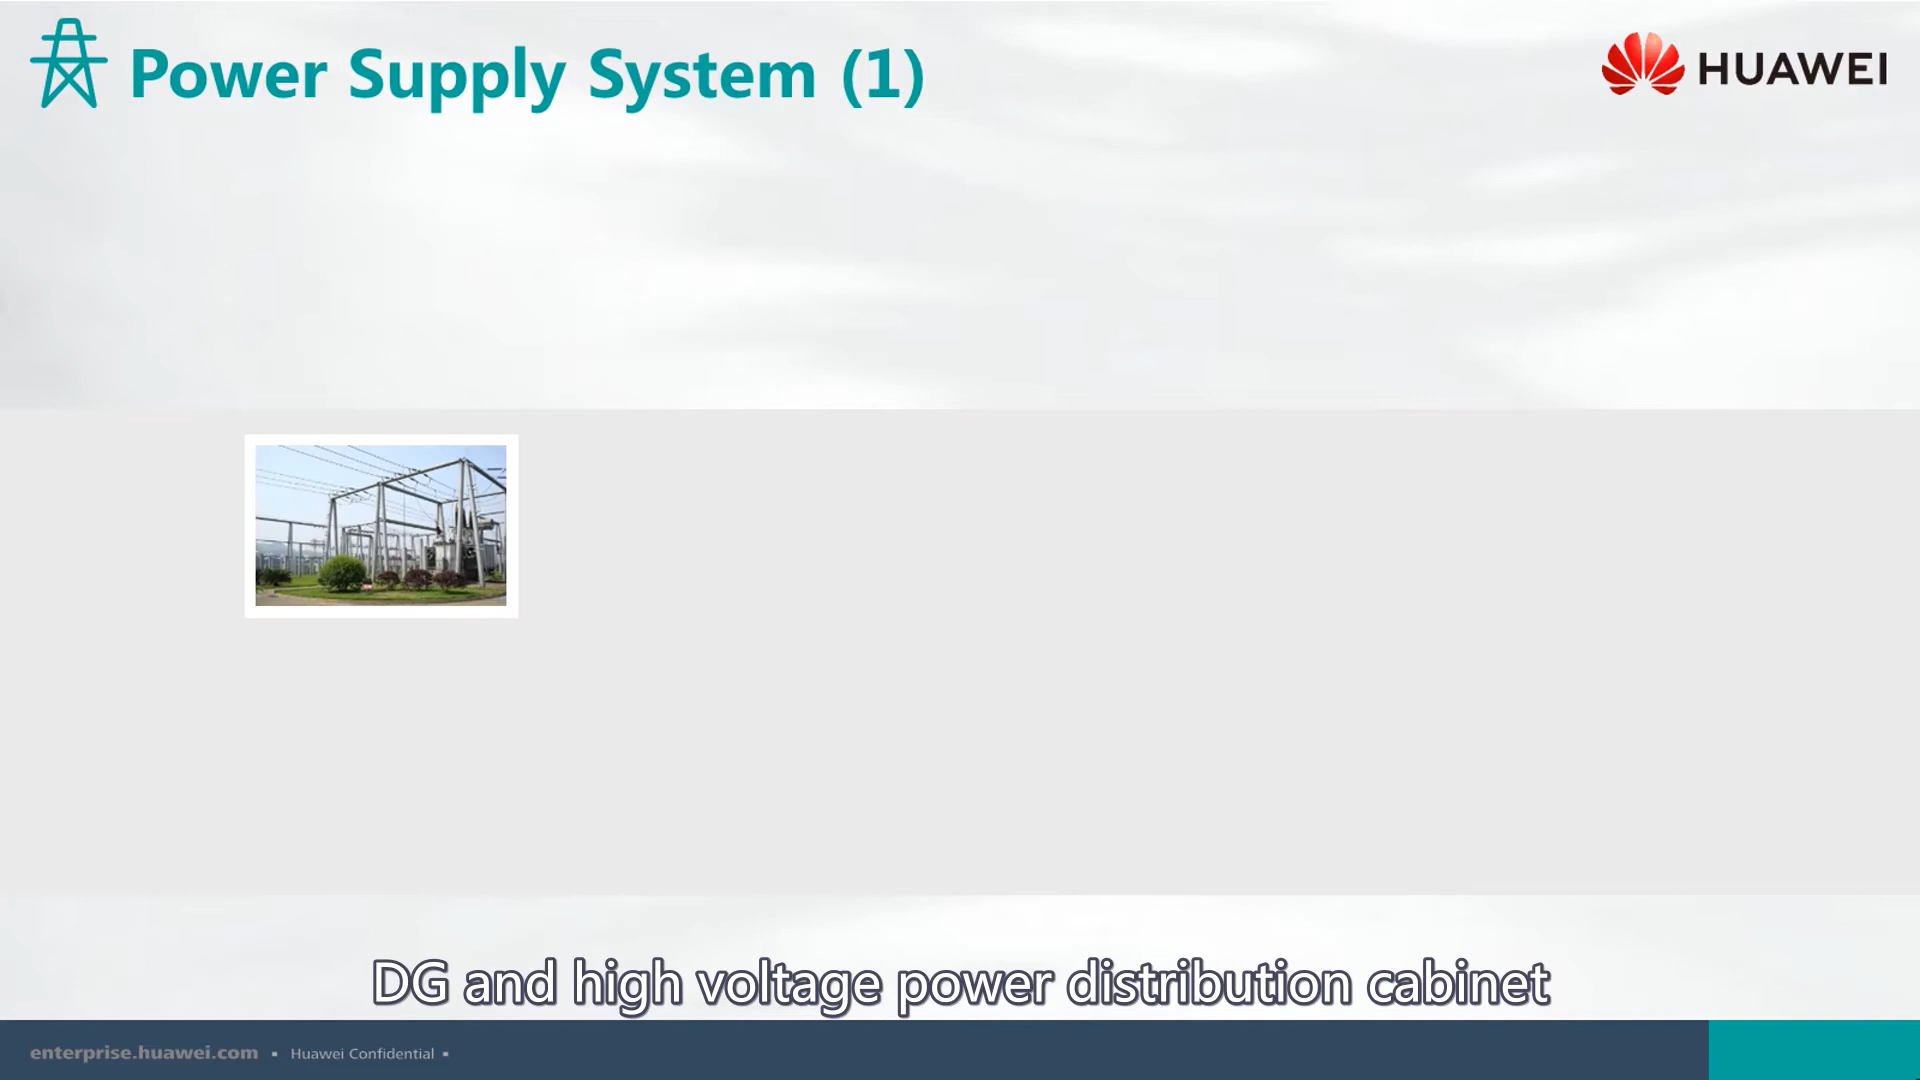 Power Supply System (1)
HUAWEI
DG and high voltage power distribution cabinet
enterprise.huawei.com ▪ Huawei Confidential ▪